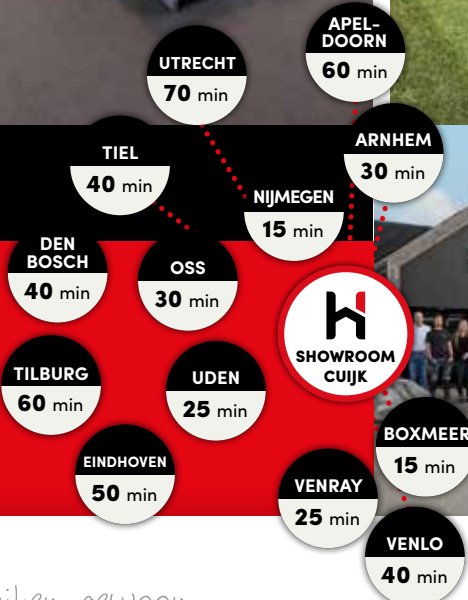 APEL-
DOORN
60 min
UTRECHT
70 min
ARNHEM
30 min
TIEL
40 min
NIJMEGEN
15 min
DEN
BOSCH
40 min
OSS
30 min
SHOWROOM
CUIJK
TILBURG
60 min
UDEN
25 min
BOXMEER
15 min
EINDHOVEN
50 min
VENRAY
25 min
VENLO
40 min